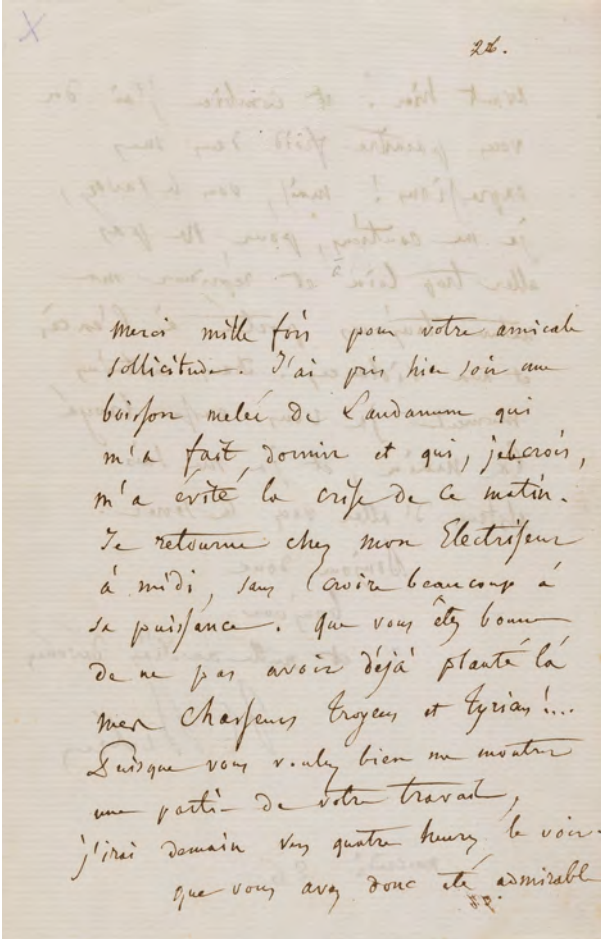 22.
Merci mille fois pour votre amicale
sollicitude. J'ai pris hier soir une
boisson melée de Laudanum qui
m'a fait dormir et qui, je le crois,
m'a évité la crise de ce matin.
Je retourne chez mon Electriseur
à midi, sans croire beaucoup à
sa puissance. Que vous êtes bonne
de ne pas avoir déjà planté là
mes Chasseurs troyens et tyriens!...
Puisque vous voulez bien me montrer
une partie de votre travail,
j'irai demain vers quatre heures le voir.
que vous avez donc été admirable